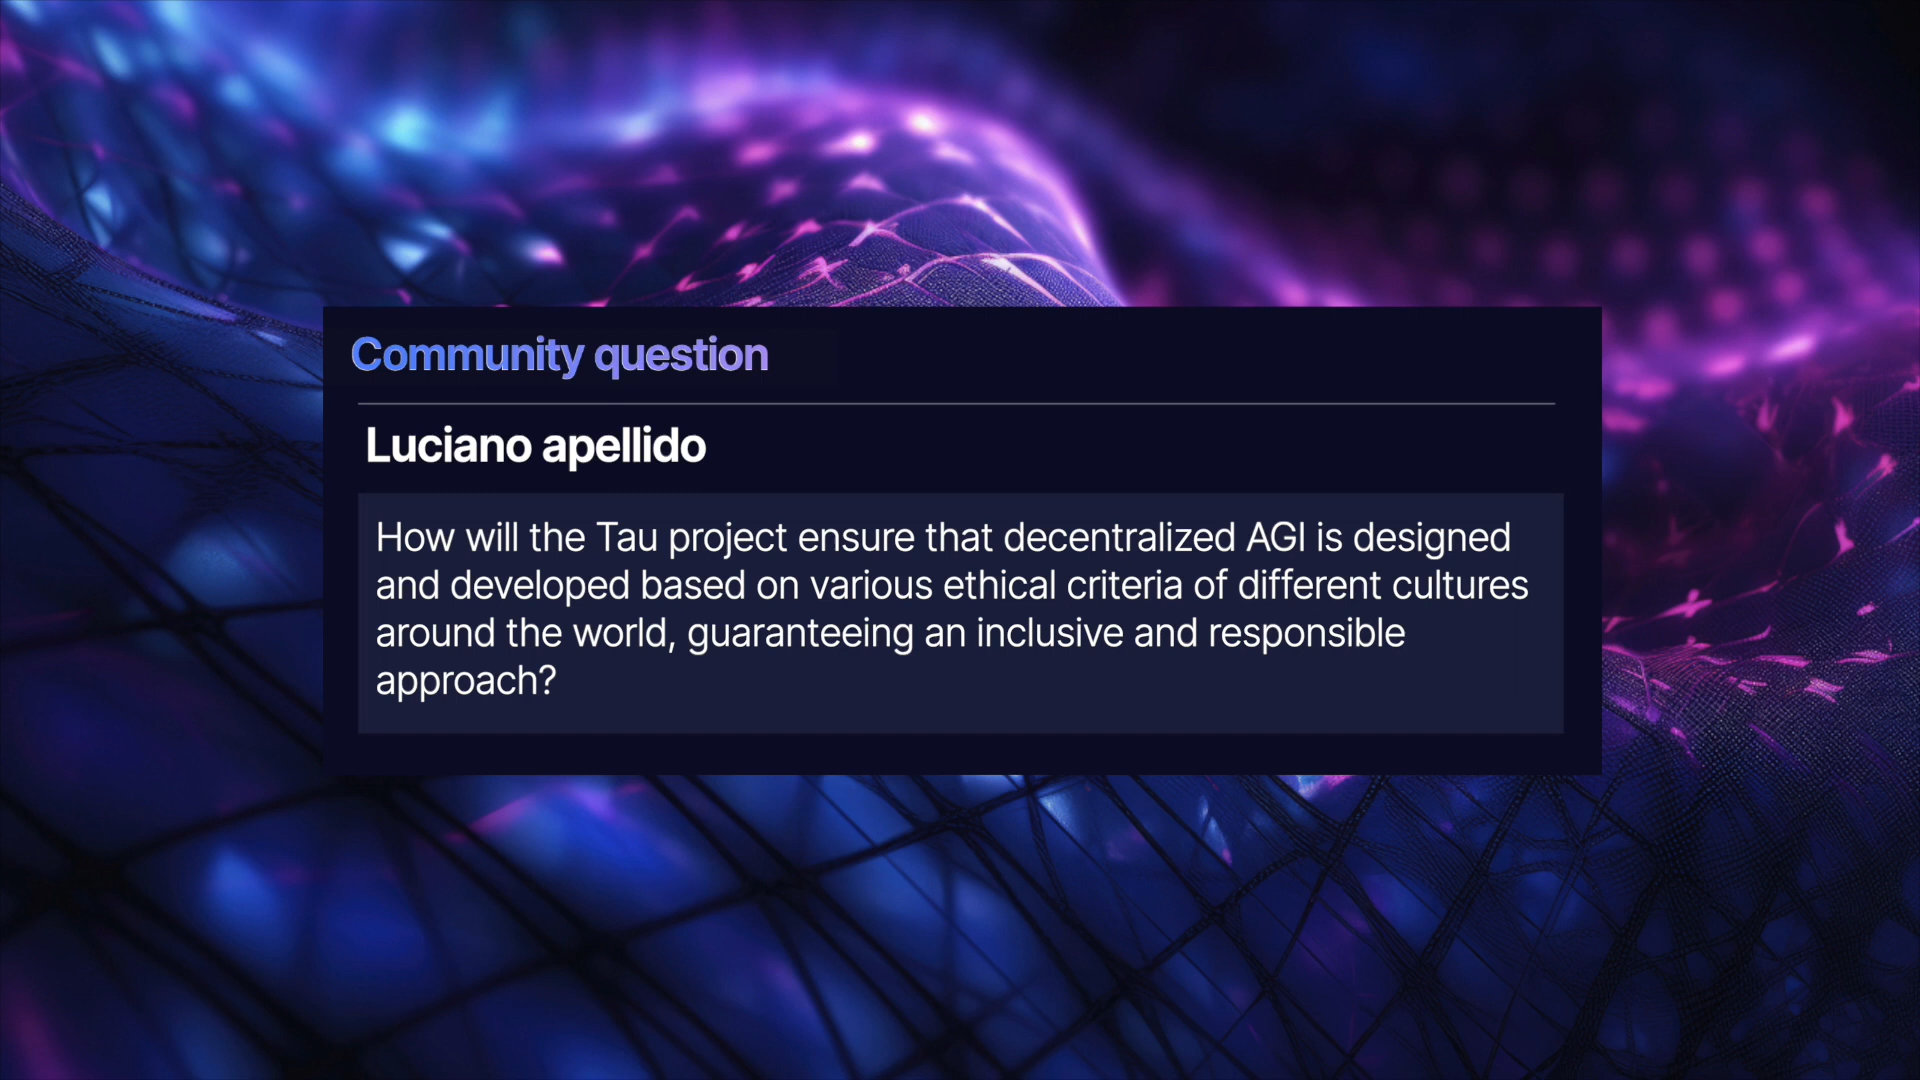 Community question
Luciano apellido
How will the Tau project ensure that decentralized AGI is designed
and developed based on various ethical criteria of different cultures
around the world, guaranteeing an inclusive and responsible
approach?